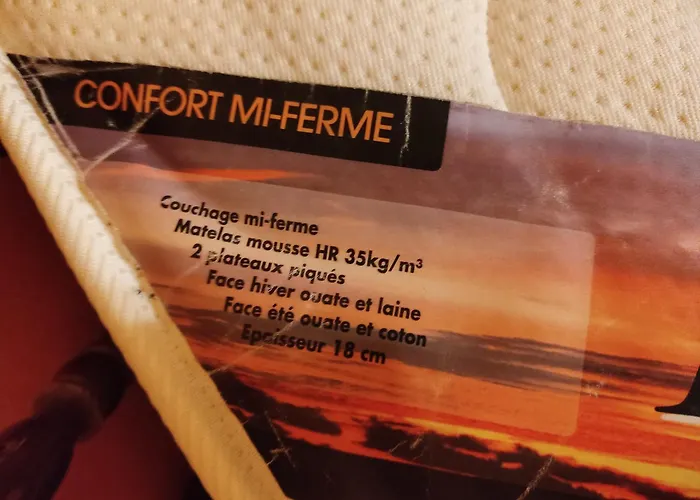 CONFORT MI-FERME
Couchage mi-ferme
Matelas mousse HR 35kg/m³
2 plateaux piqués
Face hiver ouate et laine
Face été ouate et coton
Epaisseur 18 cm